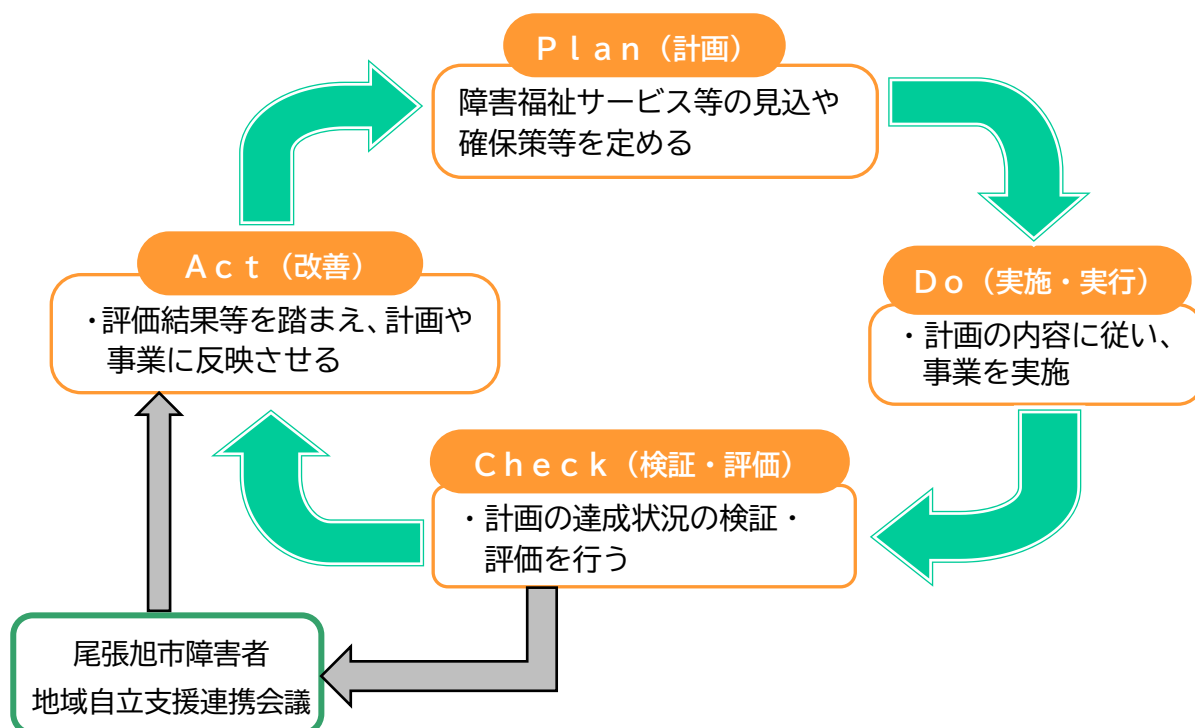 Plan（計画）
障害福祉サービス等の見込や
確保策等を定める
Do（実施・実行）
・計画の内容に従い、
事業を実施
Check（検証・評価）
・計画の達成状況の検証・
評価を行う
Act（改善）
・評価結果等を踏まえ、計画や
事業に反映させる
尾張旭市障害者
地域自立支援連携会議